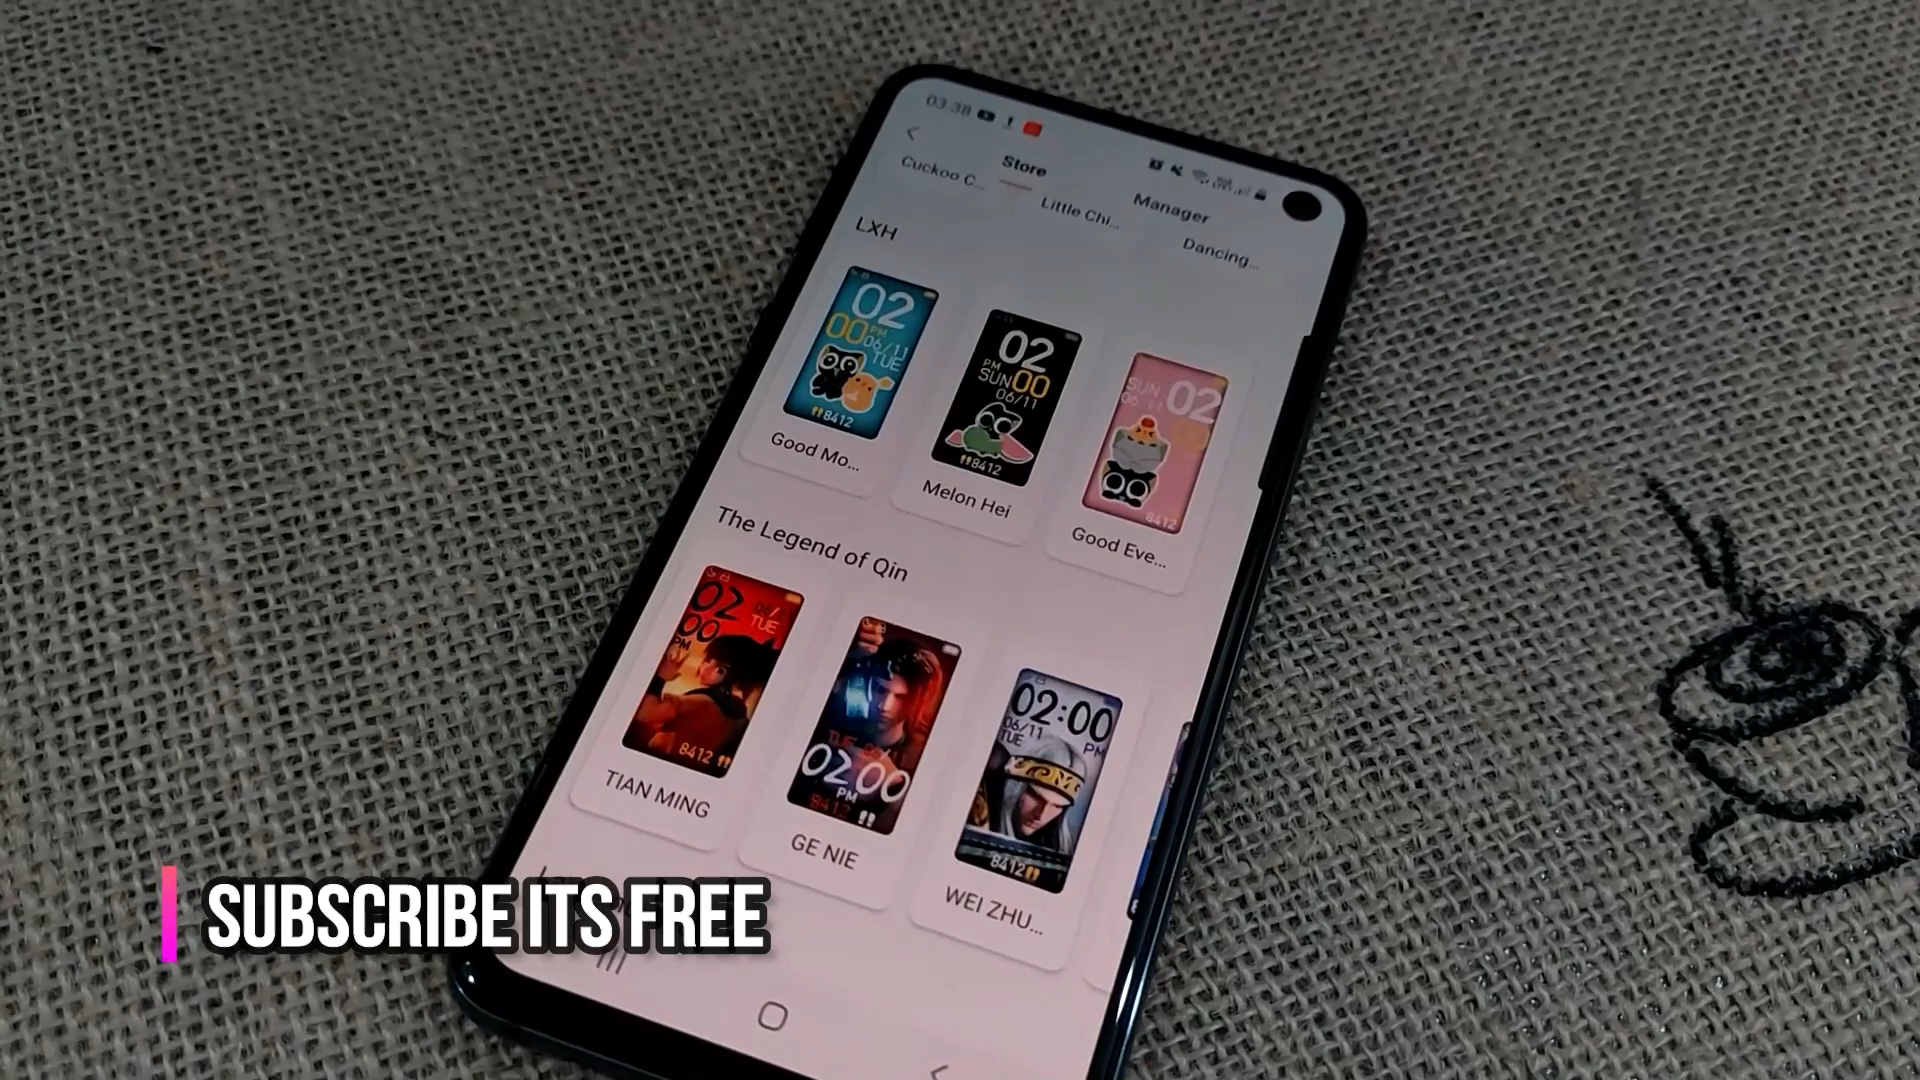 03:38
Store
Manager
Cuckoo C...
Little Chi...
Dancing...
LXH
02
00 PM
06/11
TUE
8412
Good Mo...
02
PM
SUN 00
06/11
8412
Melon Hei
SUN 02
06/11
8412
Good Eve...
The Legend of Qin
02
00
PM
06/
TUE
8412
TIAN MING
TUE
02:00
PM
8412
GE NIE
02:00
06/11
TUE
PM
8412
WEI ZHU...
SUBSCRIBE ITS FREE